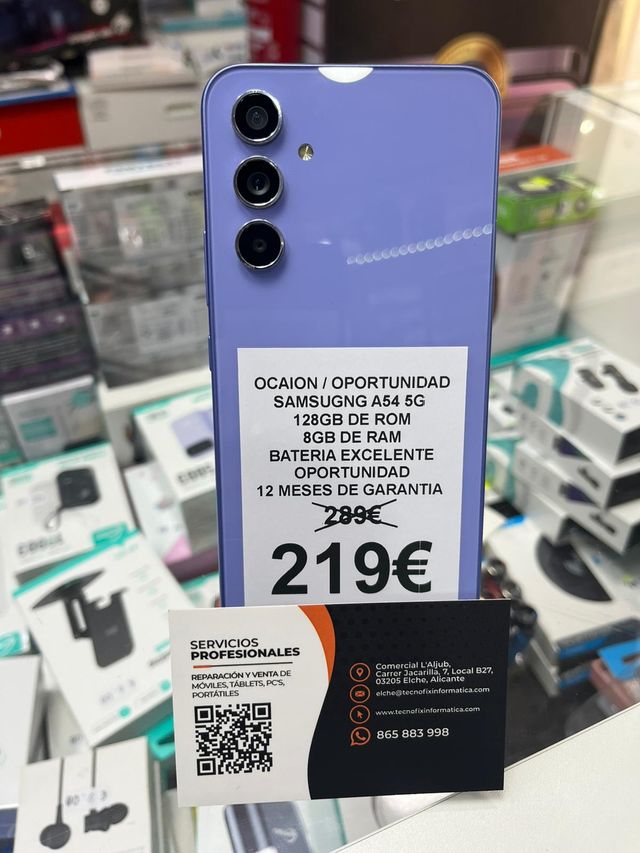 OCAION / OPORTUNIDAD
SAMSUGNG A54 5G
128GB DE ROM
8GB DE RAM
BATERIA EXCELENTE
OPORTUNIDAD
12 MESES DE GARANTIA
289€
219€
SERVICIOS
PROFESIONALES
REPARACIÓN Y VENTA DE
MÓVILES, TÁBLETS, PC'S,
PORTÁTILES
Comercial L'Aljub,
Carrer Jacarilla, 7, Local B27,
03205 Elche, Alicante
elche@tecnofixinformatica.com
www.tecnofixinformatica.com
865 883 998